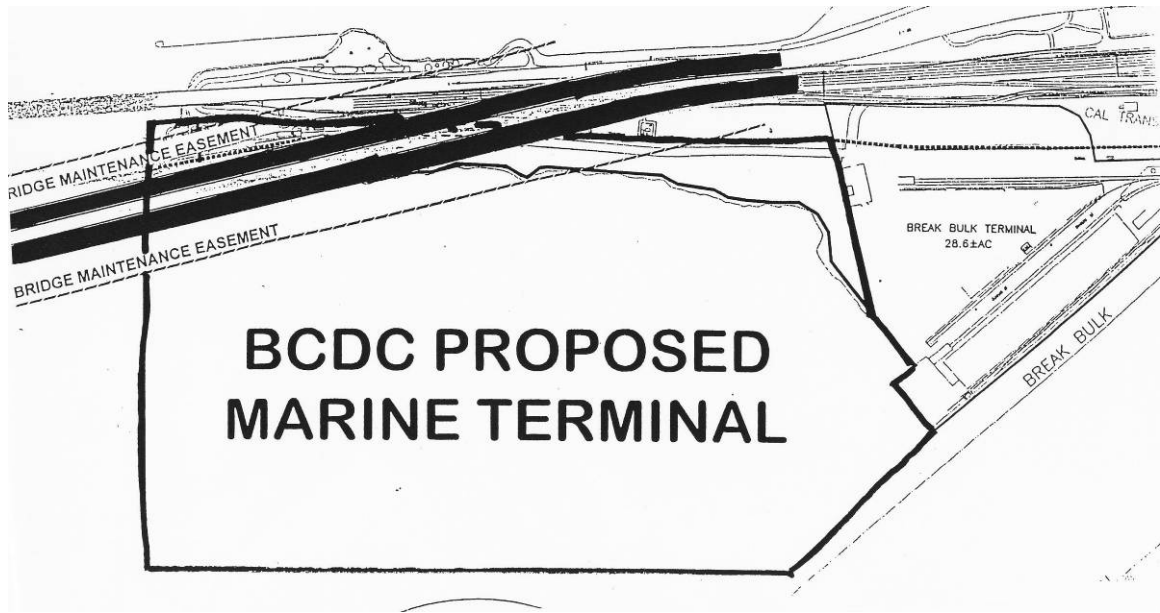 CAL TRANS
BRIDGE MAINTENANCE EASEMENT
BREAK BULK TERMINAL
28.6±AC
BRIDGE MAINTENANCE EASEMENT
BREAK BULK
BCDC PROPOSED
MARINE TERMINAL